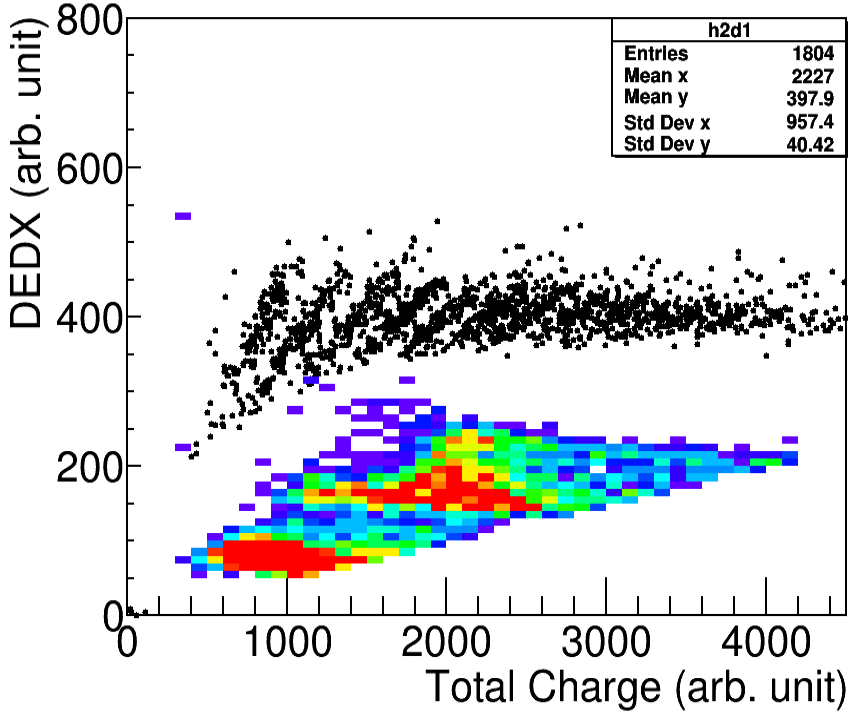 h2d1
Entries 1804
Mean x 2227
Mean y 397.9
Std Dev x 957.4
Std Dev y 40.42
DEDX (arb. unit)
800
600
400
200
0
0 1000 2000 3000 4000
Total Charge (arb. unit)